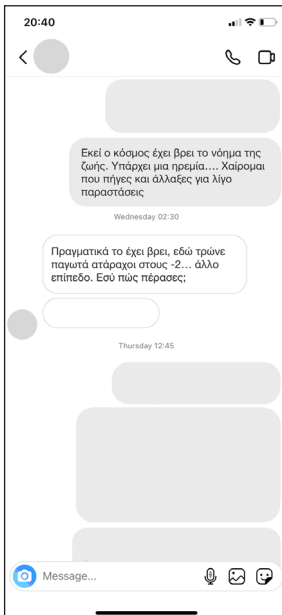 20:40
Εκεί ο κόσμος έχει βρει το νόημα της
ζωής. Υπάρχει μια ηρεμία.... Χαίρομαι
που πήγες και άλλαξες για λίγο
παραστάσεις
Wednesday 02:30
Πραγματικά το έχει βρει, εδώ τρώνε
παγωτά ατάραχοι στους -2... άλλο
επίπεδο. Εσύ πώς πέρασες;
Thursday 12:45
Message...